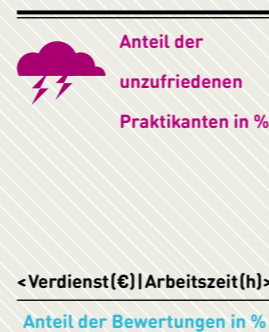 Anteil der
unzufriedenen
Praktikanten in %
<Verdienst(€)|Arbeitszeit(h)>
Anteil der Bewertungen in %